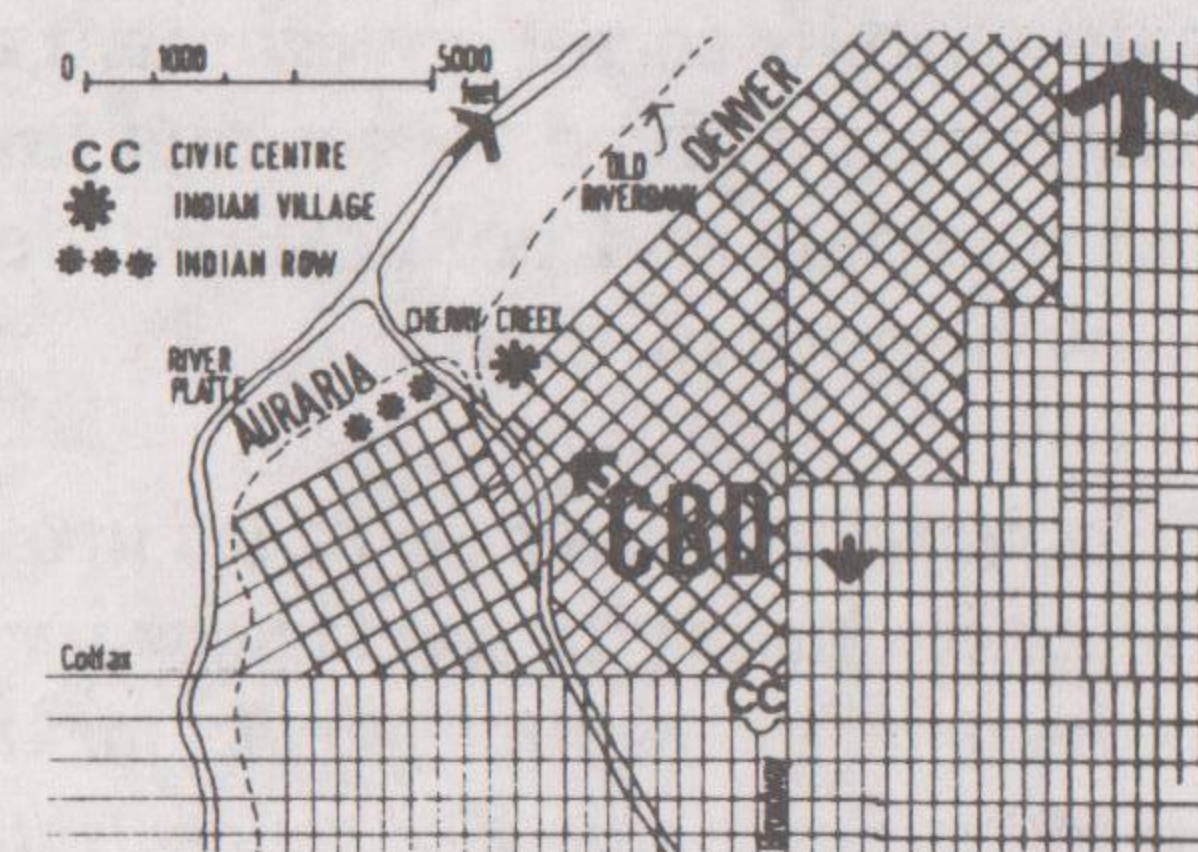 0 1000 5000
feet
CC CIVIC CENTRE
INDIAN VILLAGE
INDIAN ROW
DENVER
OLD
RIVERBANK
CHERRY CREEK
RIVER
PLATTE
AURARIA
CBD
Colfax
CC
Broadway